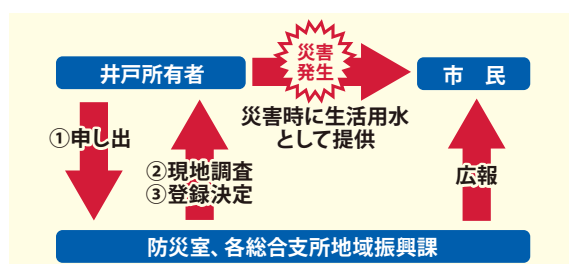 井戸所有者
災害
発生
市 民
災害時に生活用水
として提供
①申し出
②現地調査
③登録決定
広報
防災室、各総合支所地域振興課